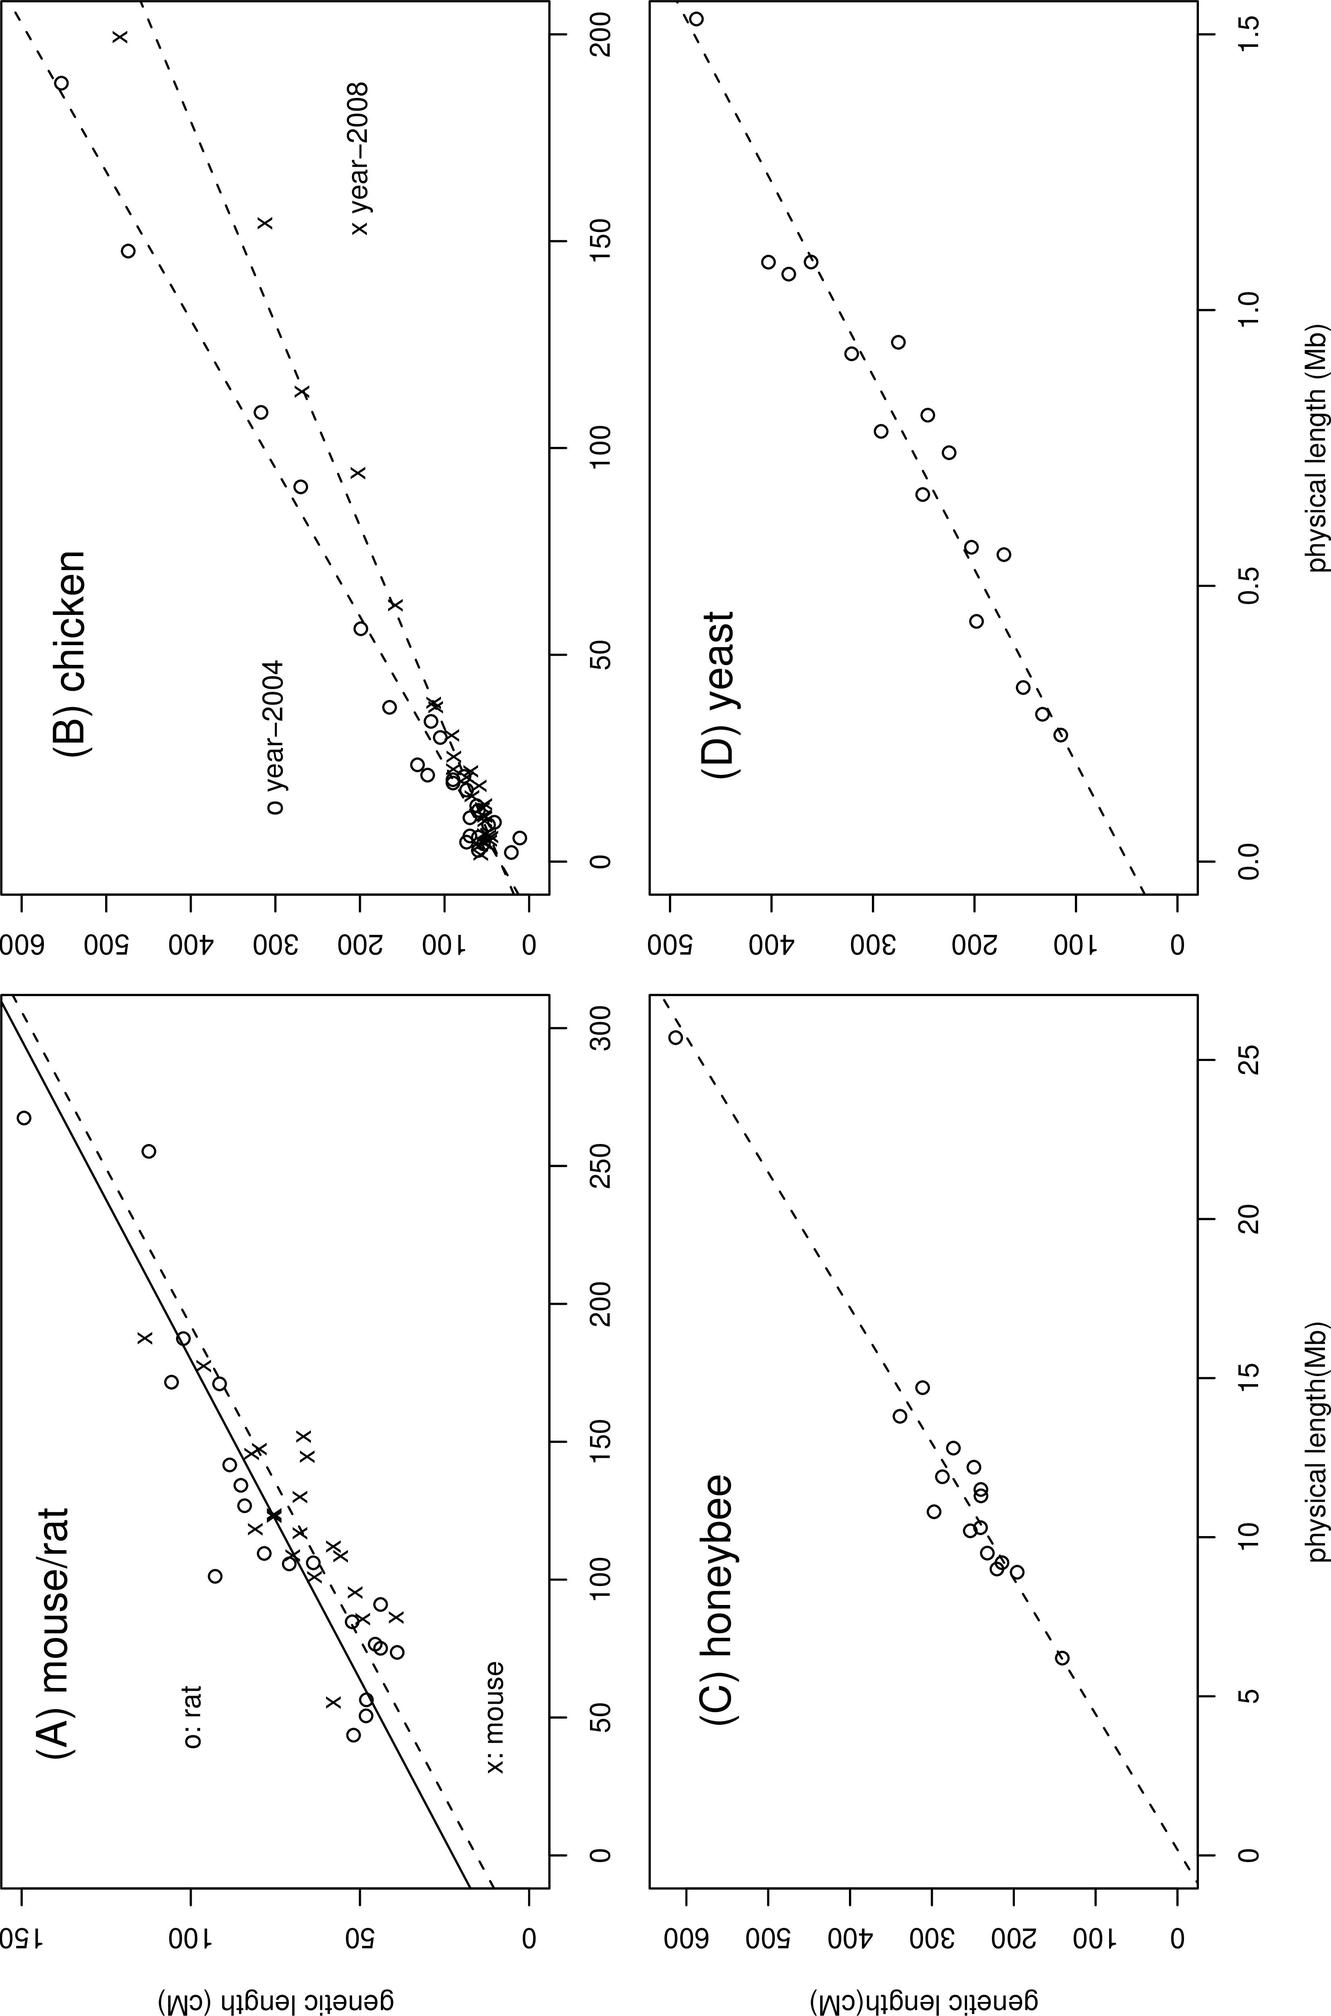 (A) mouse/rat
o: rat
x: mouse
0 50 100 150 200 250 300
0 50 100 150
genetic length (cM)
(B) chicken
o year–2004
x year–2008
0 50 100 150 200
0 100 200 300 400 500 600
(C) honeybee
0 5 10 15 20 25
0 100 200 300 400 500 600
physical length(Mb)
genetic length(cM)
(D) yeast
0.0 0.5 1.0 1.5
0 100 200 300 400 500
physical length (Mb)